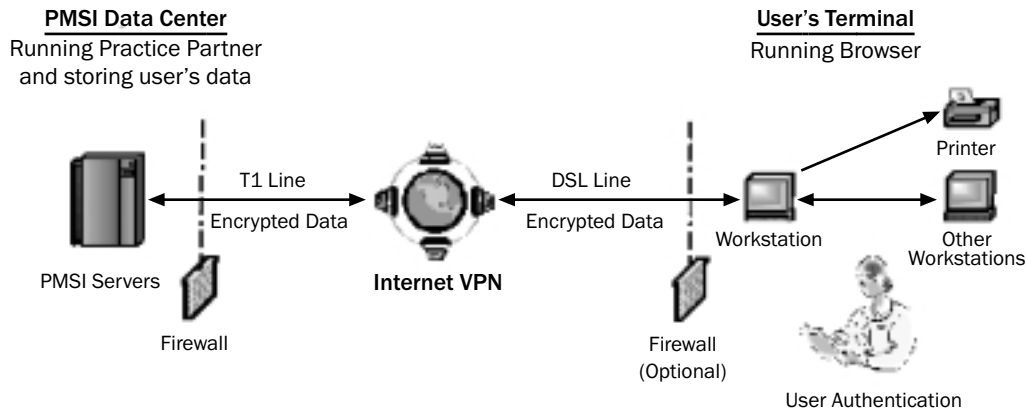 PMSI Data Center
Running Practice Partner
and storing user's data
User's Terminal
Running Browser
Printer
T1 Line
Encrypted Data
DSL Line
Encrypted Data
PMSI Servers
Internet VPN
Workstation
Other
Workstations
Firewall
Firewall
(Optional)
User Authentication